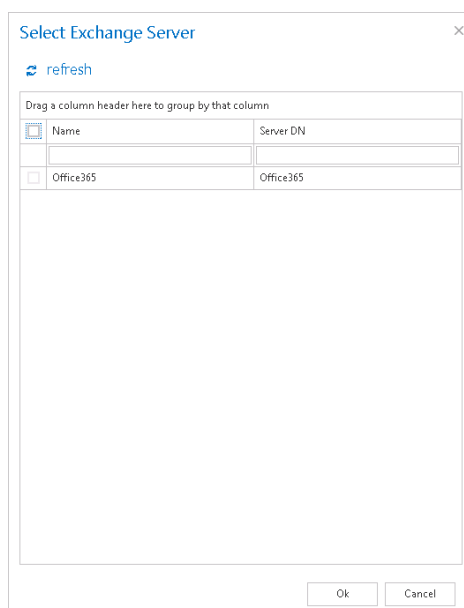 Select Exchange Server
refresh
Drag a column header here to group by that column
Name Server DN
Office365 Office365
Ok Cancel